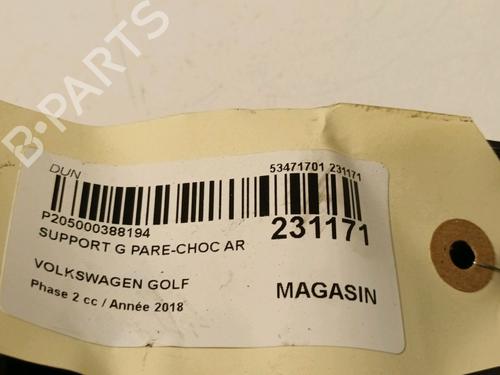 B-PARTS
DUN
53471701 231171
P205000388194
231171
SUPPORT G PARE-CHOC AR
VOLKSWAGEN GOLF
MAGASIN
Phase 2 cc / Année 2018